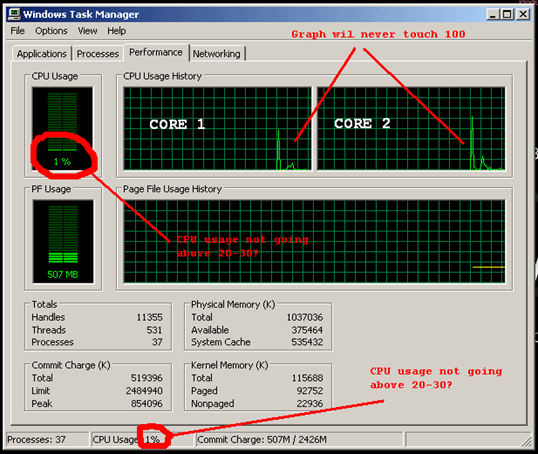 Windows Task Manager
File Options View Help
Applications Processes Performance Networking
Graph wil never touch 100
CPU Usage
CPU Usage History
1 %
CORE 1
CORE 2
PF Usage
Page File Usage History
507 MB
CPU usage not going
above 20-30?
Totals
Handles 11355
Threads 531
Processes 37
Physical Memory (K)
Total 1037036
Available 375464
System Cache 535432
Commit Charge (K)
Total 519396
Limit 2484940
Peak 854096
Kernel Memory (K)
Total 115688
Paged 92752
Nonpaged 22936
CPU usage not going
above 20-30?
Processes: 37 CPU Usage: 1% Commit Charge: 507M / 2426M